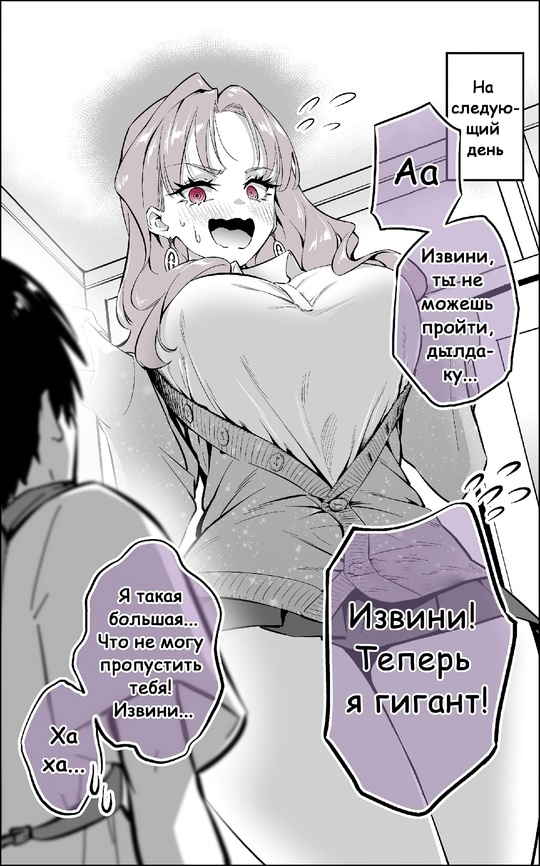 На
следую-
щий
день
Аа
Извини,
ты не
можешь
пройти,
дылда-
ку...
Извини!
Теперь
я гигант!
Я такая
большая...
Что не могу
пропустить
тебя!
Извини...
Ха
ха...